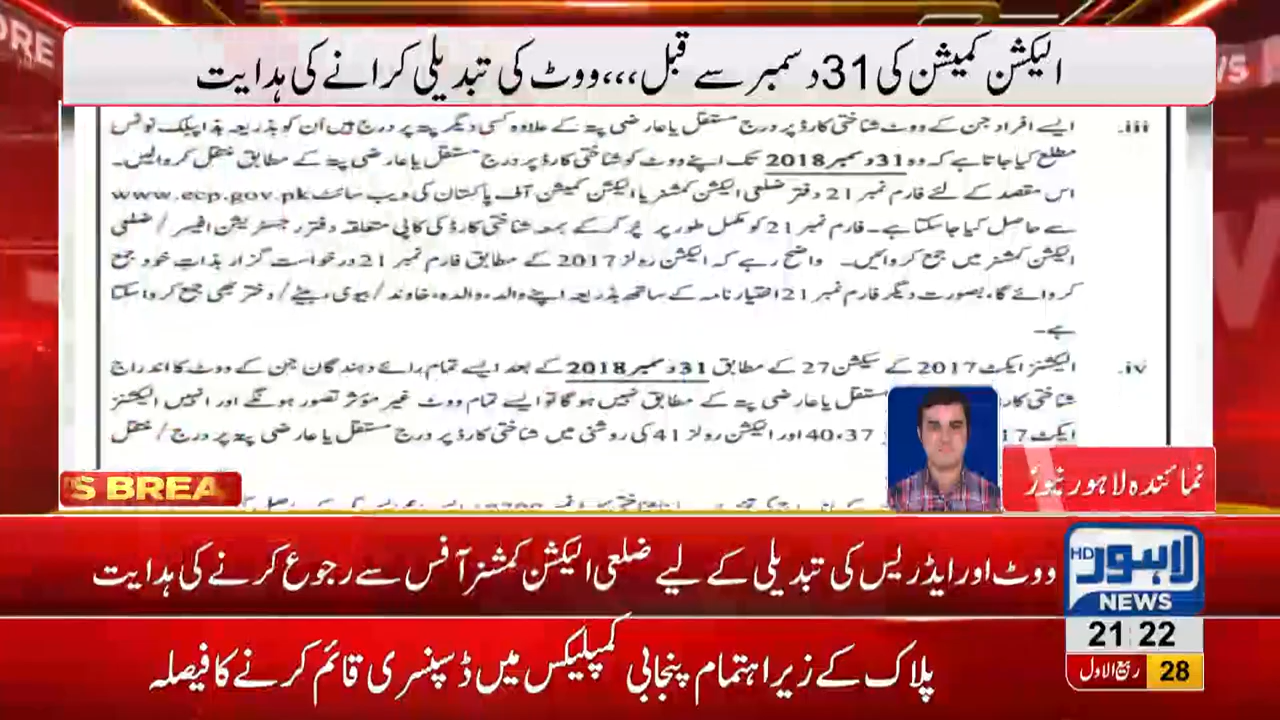 الیکشن کمیشن کی 31 دسمبر سے قبل،،،ووٹ کی تبدیلی کرانے کی ہدایت
iii. ایسے افراد جن کے ووٹ شناختی کارڈ پر درج مستقل یا عارضی پتہ کے علاوہ کسی دیگر پتہ پر درج ہیں اُن کو بذریعہ ہذا پبلک نوٹس
مطلع کیا جاتا ہے کہ وہ 31 دسمبر 2018 تک اپنے ووٹ کو شناختی کارڈ پر درج مستقل یا عارضی پتہ کے مطابق منتقل کروالیں۔
اس مقصد کے لئے فارم نمبر 21 دفتر ضلعی الیکشن کمشنر یا الیکشن کمیشن آف پاکستان کی ویب سائٹ www.ecp.gov.pk
سے حاصل کیا جا سکتا ہے۔ فارم نمبر 21 کو مکمل طور پر پُر کر کے بمعہ شناختی کارڈ کی کاپی متعلقہ دفتر رجسٹریشن افیسر / ضلعی
الیکشن کمشنر میں جمع کروائیں۔ واضح رہے کہ الیکشن رولز 2017 کے مطابق فارم نمبر 21 درخواست گزار بذات خود جمع
کروائے گا، بصورت دیگر فارم نمبر 21 اختیار نامہ کے ساتھ بذریعہ اپنے والد، والدہ، خاوند / بیوی بیٹے / دختر بھی جمع کروا سکتا
ہے۔
iv. الیکشنز ایکٹ 2017 کے سیکشن 27 کے مطابق 31 دسمبر 2018 کے بعد ایسے تمام رائے دہندگان جن کے ووٹ کا اندراج
شناختی کار مستقل یا عارضی پتہ کے مطابق نہیں ہوگا تو ایسے تمام ووٹ غیر مؤثر تصور ہونگے اور انہیں الیکشنز
ایکٹ 17 37، 40 اور الیکشن رولز 41 کی روشنی میں شناختی کارڈ پر درج مستقل یا عارضی پتہ پر درج / منتقل
نمائندہ لاہور نیوز
S BREA
ووٹ اور ایڈریس کی تبدیلی کے لیے ضلعی الیکشن کمشنر آفس سے رجوع کرنے کی ہدایت
لاہور HD
NEWS
21 22
28 ربیع الاول
پلاک کے زیر اہتمام پنجابی کمپلیکس میں ڈسپنسری قائم کرنے کا فیصلہ